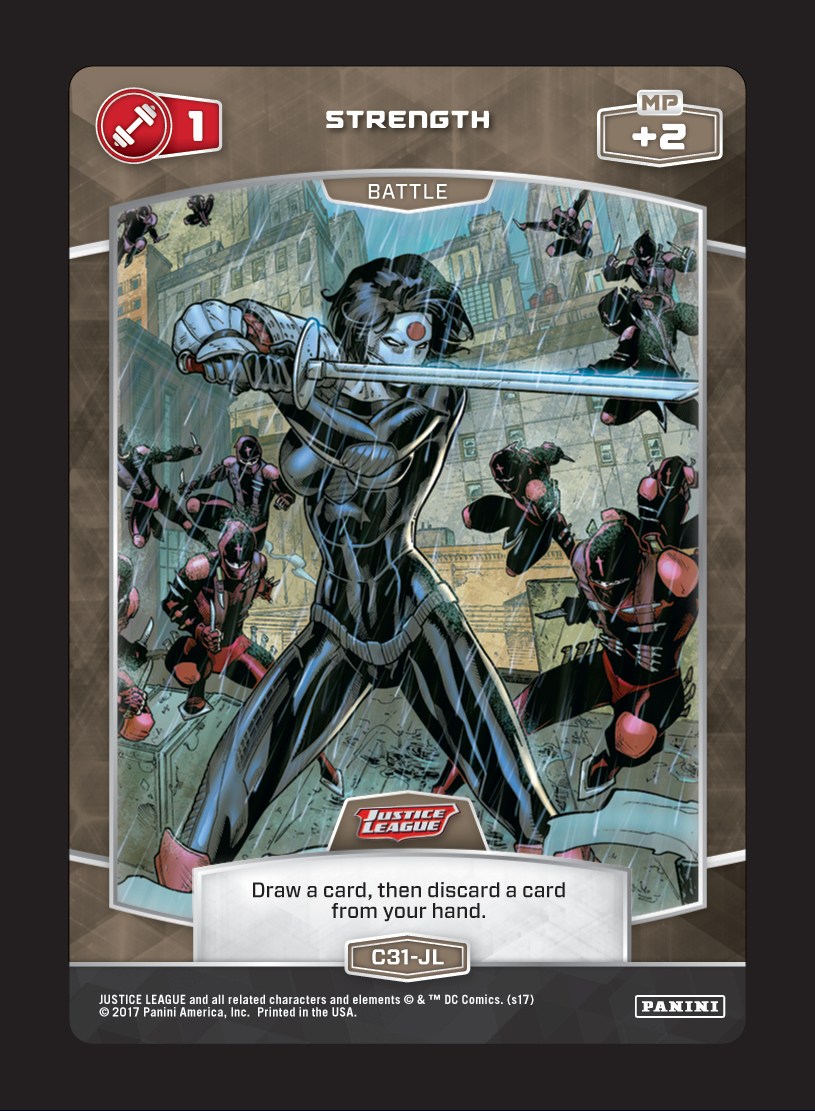 1
STRENGTH
MP
+2
BATTLE
JUSTICE
LEAGUE
Draw a card, then discard a card
from your hand.
C31-JL
JUSTICE LEAGUE and all related characters and elements © & ™ DC Comics. (s17)
© 2017 Panini America, Inc. Printed in the USA.
PANINI